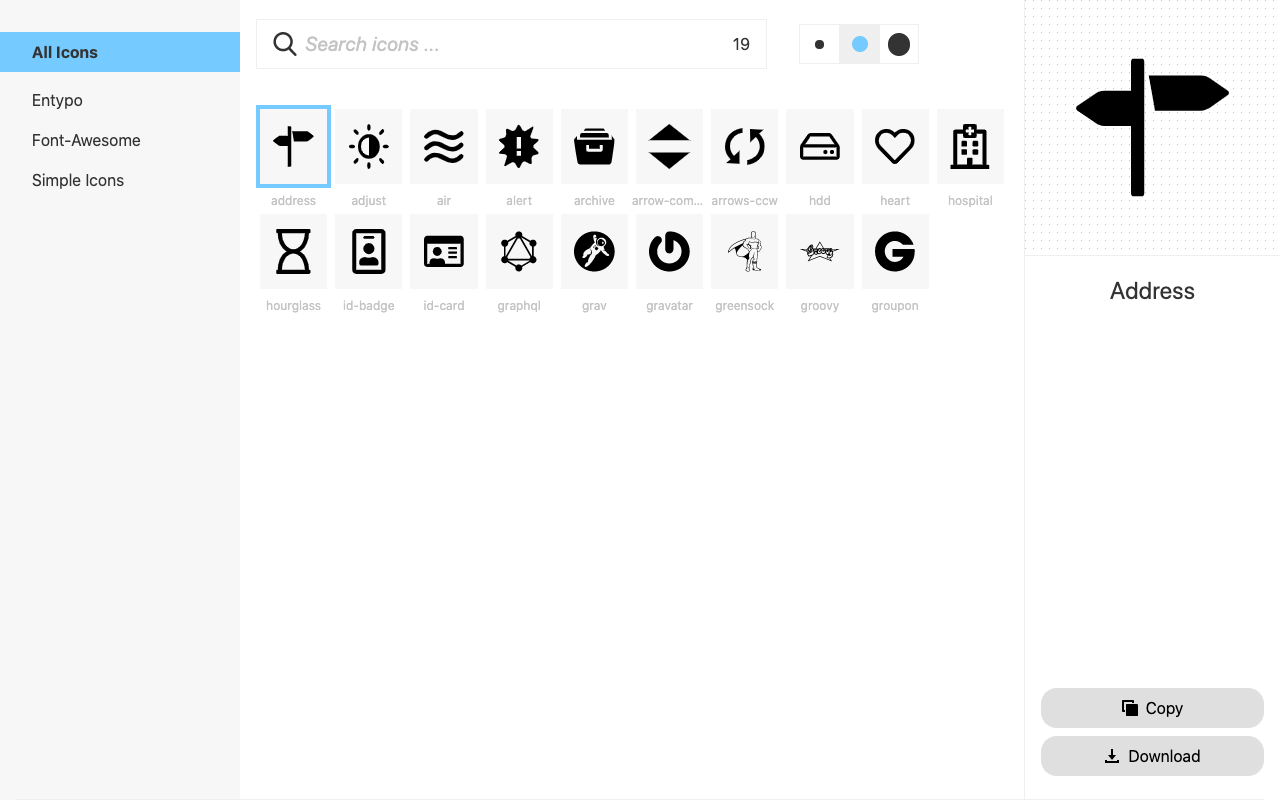 All Icons
Entypo
Font-Awesome
Simple Icons
Search icons ...
19
address
adjust
air
alert
archive
arrow-com...
arrows-ccw
hdd
heart
hospital
hourglass
id-badge
id-card
graphql
grav
gravatar
greensock
groovy
groupon
Address
Copy
Download